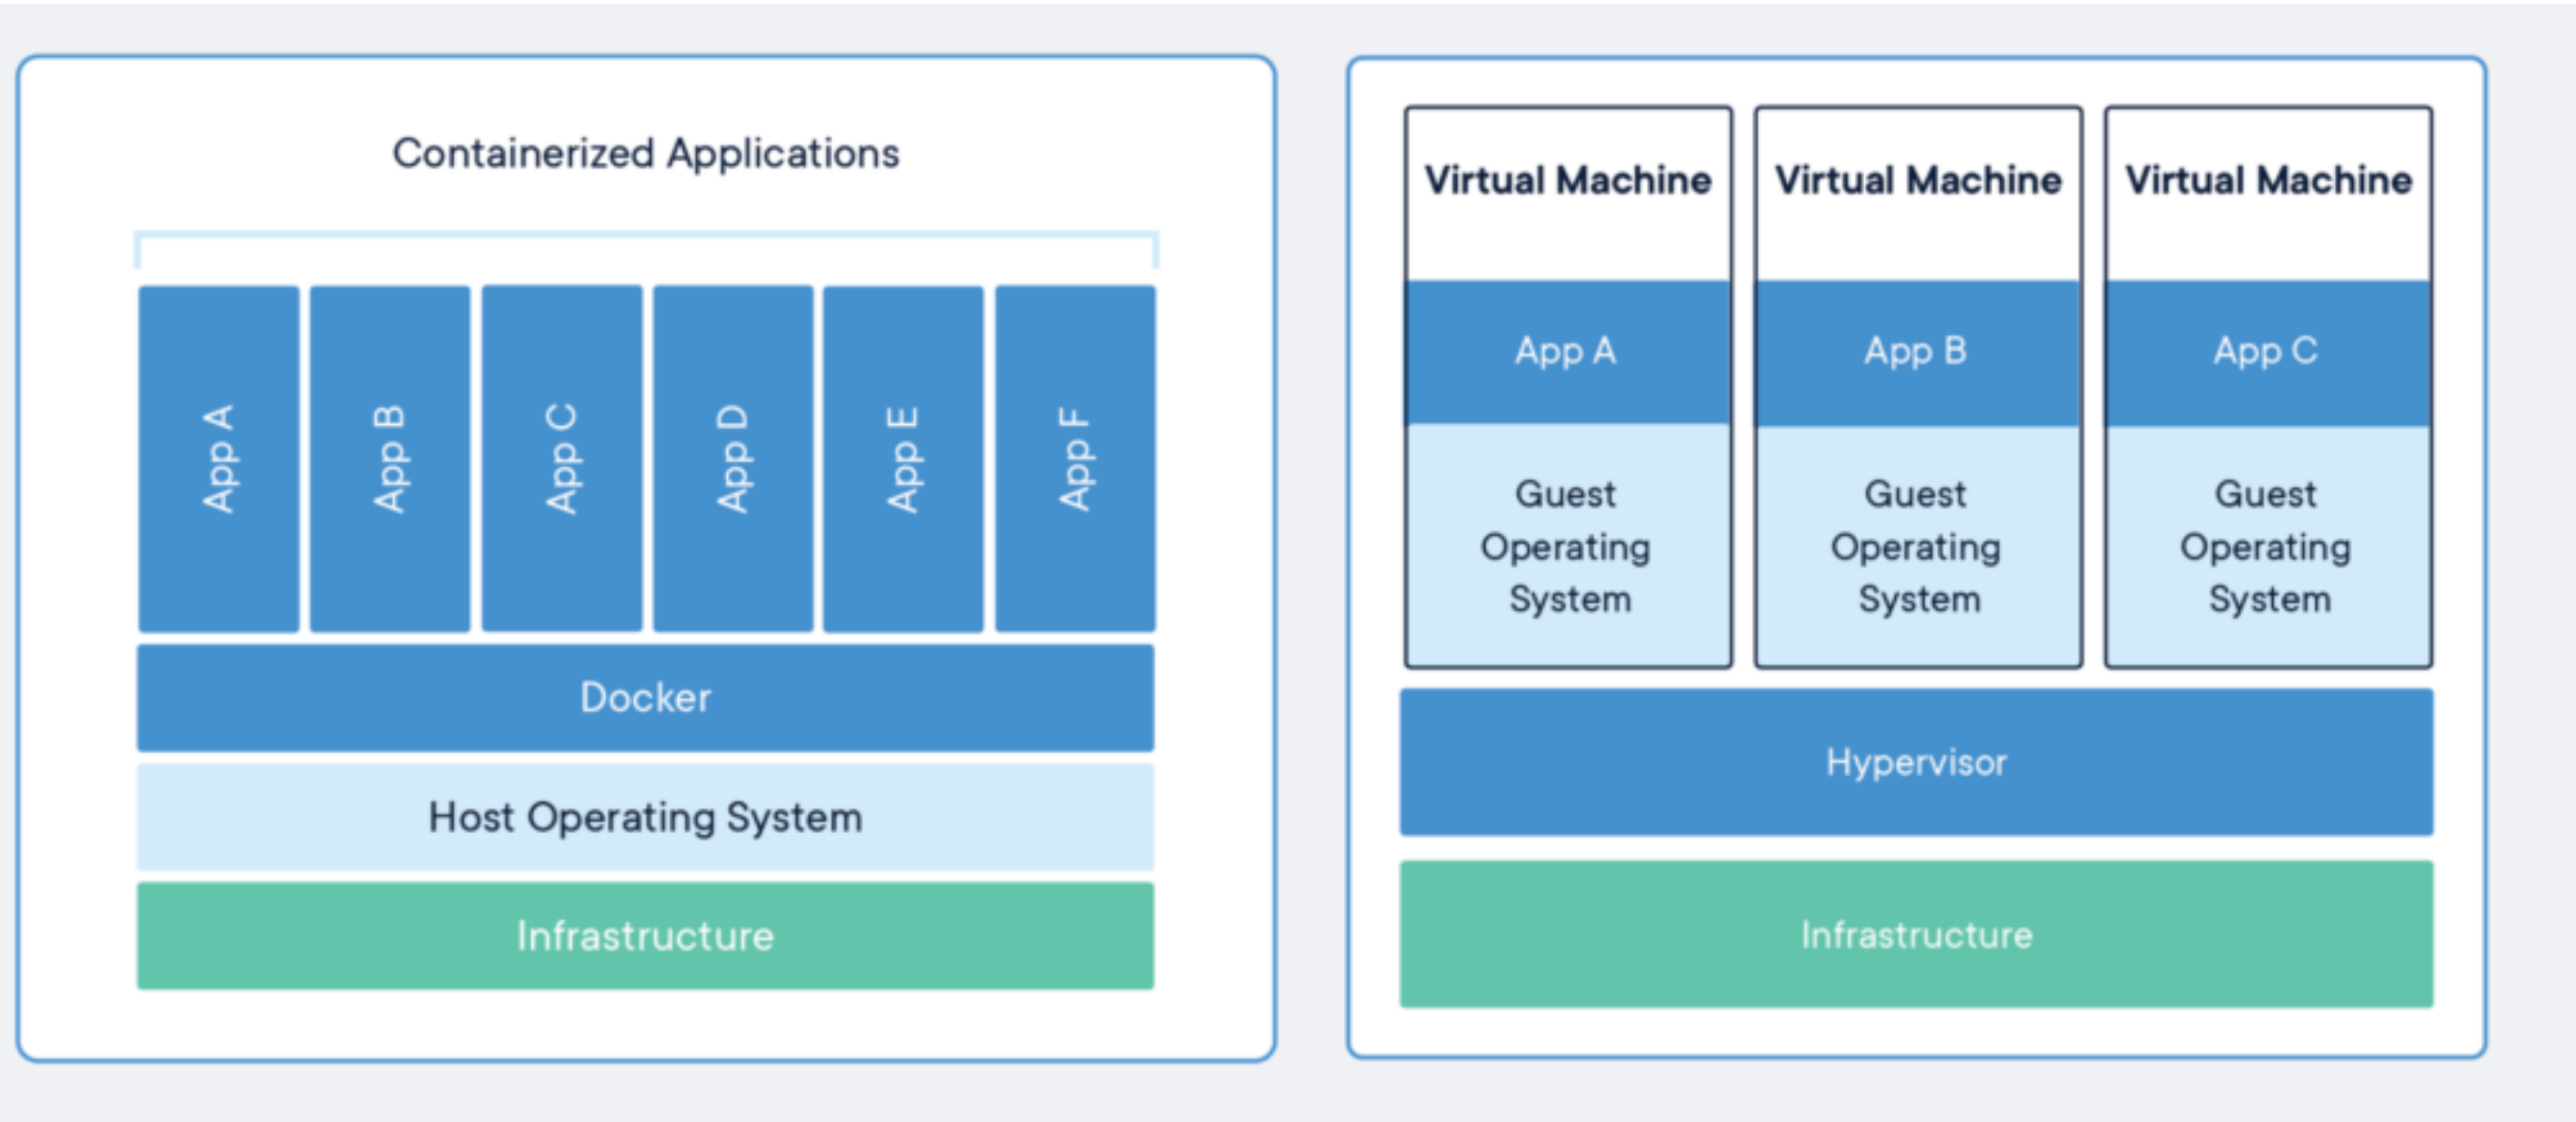 Containerized Applications
App A
App B
App C
App D
App E
App F
Docker
Host Operating System
Infrastructure
Virtual Machine
App A
Guest
Operating
System
Virtual Machine
App B
Guest
Operating
System
Virtual Machine
App C
Guest
Operating
System
Hypervisor
Infrastructure